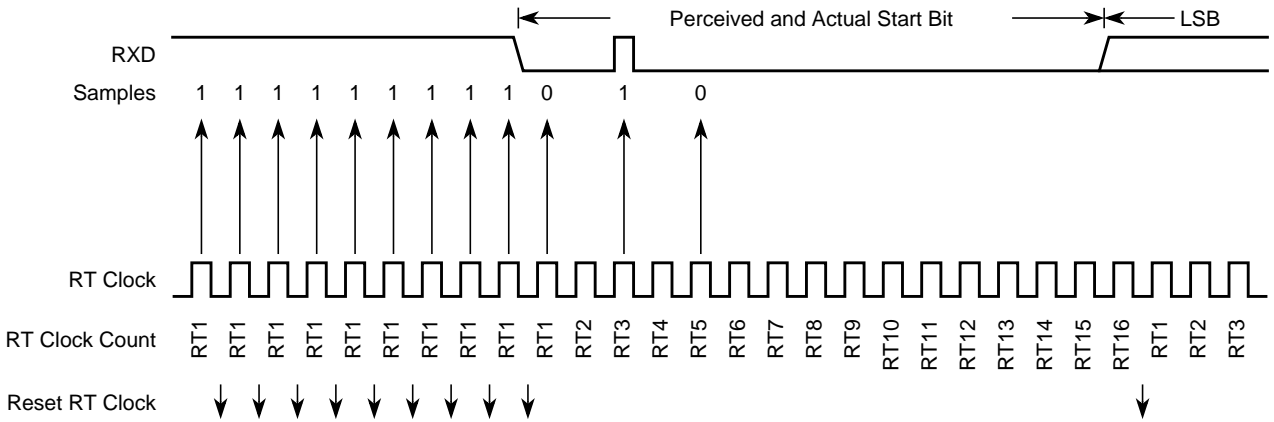 Perceived and Actual Start Bit LSB
RXD
Samples 1 1 1 1 1 1 1 1 1 0 1 0
RT Clock
RT Clock Count RT1 RT1 RT1 RT1 RT1 RT1 RT1 RT1 RT1 RT1 RT2 RT3 RT4 RT5 RT6 RT7 RT8 RT9 RT10 RT11 RT12 RT13 RT14 RT15 RT16 RT1 RT2 RT3
Reset RT Clock